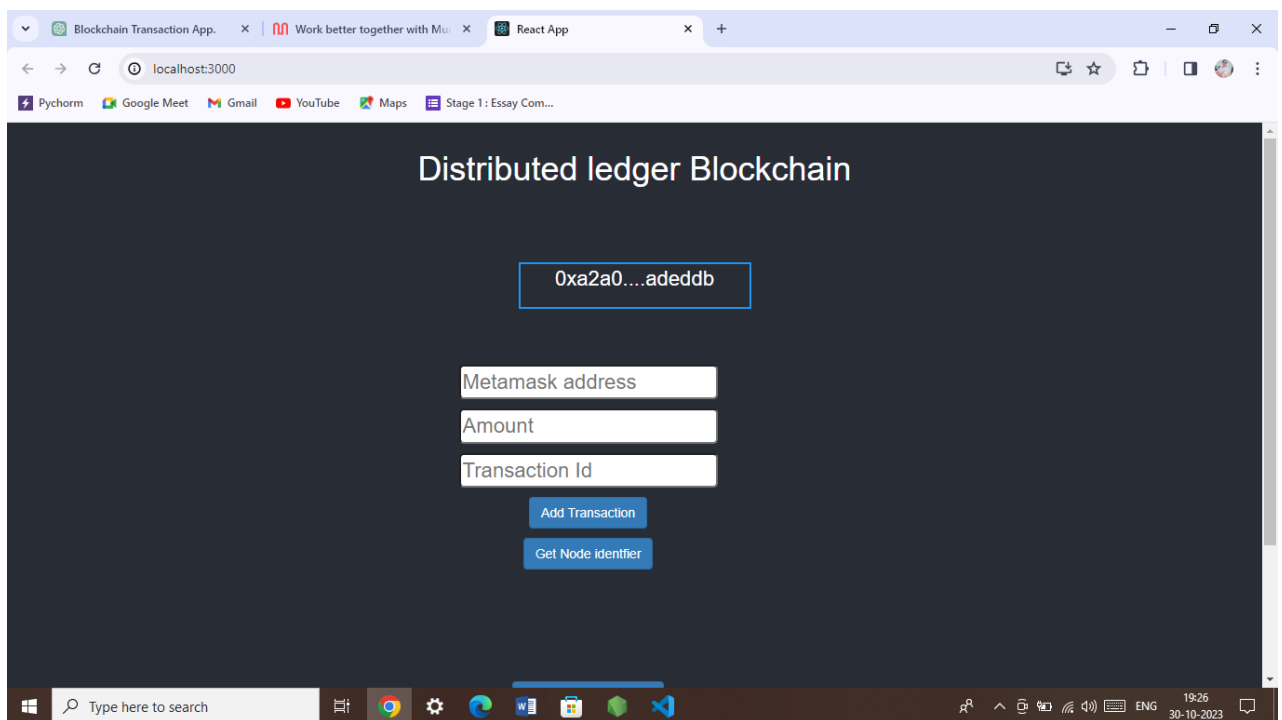 Blockchain Transaction App.
Work better together with Mu
React App
localhost:3000
Pychorm
Google Meet
Gmail
YouTube
Maps
Stage 1 : Essay Com...
Distributed ledger Blockchain
0xa2a0....adeddb
Metamask address
Amount
Transaction Id
Add Transaction
Get Node identfier
Type here to search
ENG
19:26
30-10-2023